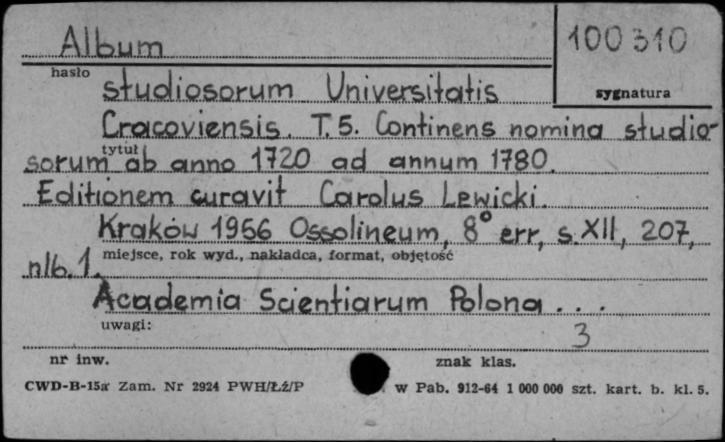 Album
100 310
hasło
sygnatura
studiosorum Universitatis
Cracoviensis. T. 5. Continens nomina studio-
tytuł
sorum ab anno 1720 ad annum 1780.
Editionem curavit Carolus Lewicki.
Kraków 1956 Ossolineum, 8° err, s. XII, 207,
miejsce, rok wyd., nakładca, format, objętość
nlb. 1.
Academia Scientiarum Polona . . .
uwagi:
3
nr inw.
znak klas.
CWD-B-15a Zam. Nr 2924 PWH/Łź/P
w Pab. 912-64 1 000 000 szt. kart. b. kl. 5.